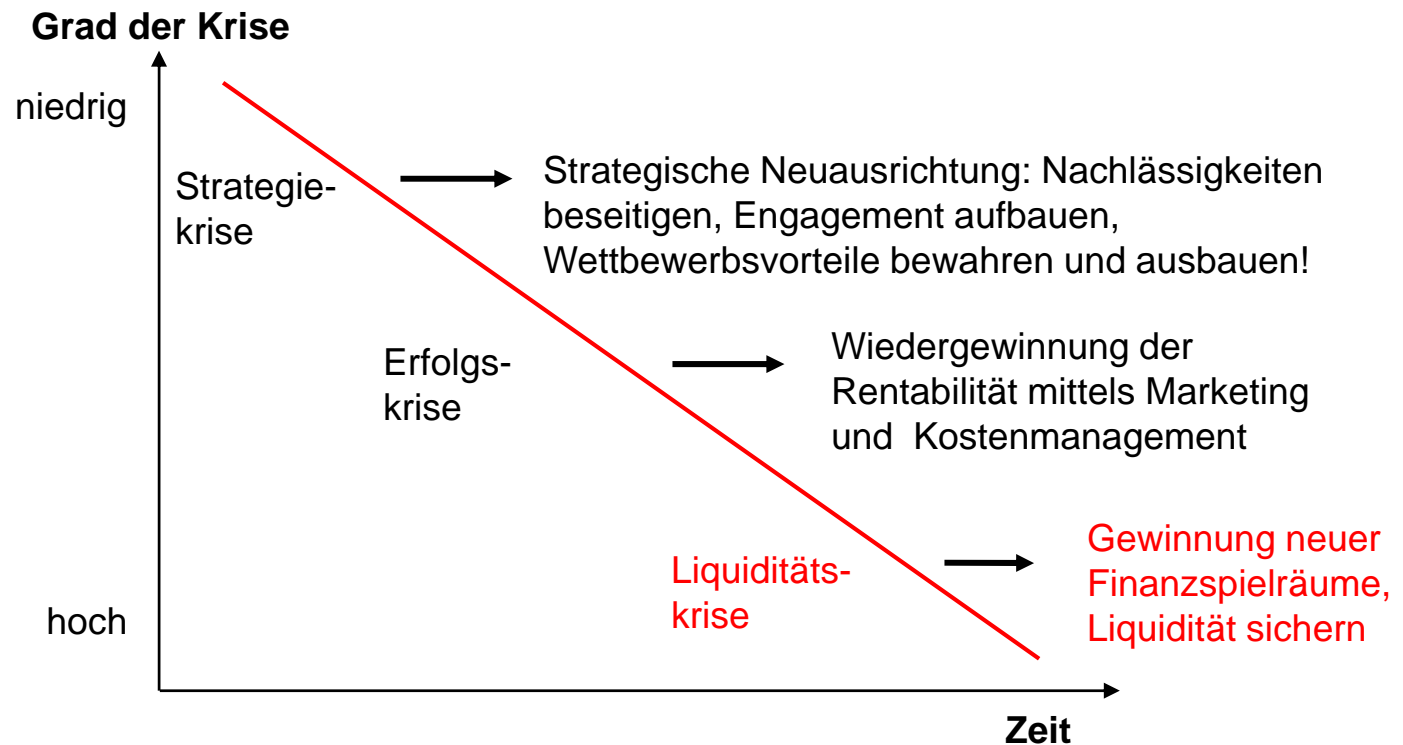 Grad der Krise
niedrig
Strategie-
krise
Strategische Neuausrichtung: Nachlässigkeiten
beseitigen, Engagement aufbauen,
Wettbewerbsvorteile bewahren und ausbauen!
Erfolgs-
krise
Wiedergewinnung der
Rentabilität mittels Marketing
und Kostenmanagement
Liquiditäts-
krise
Gewinnung neuer
Finanzspielräume,
Liquidität sichern
hoch
Zeit